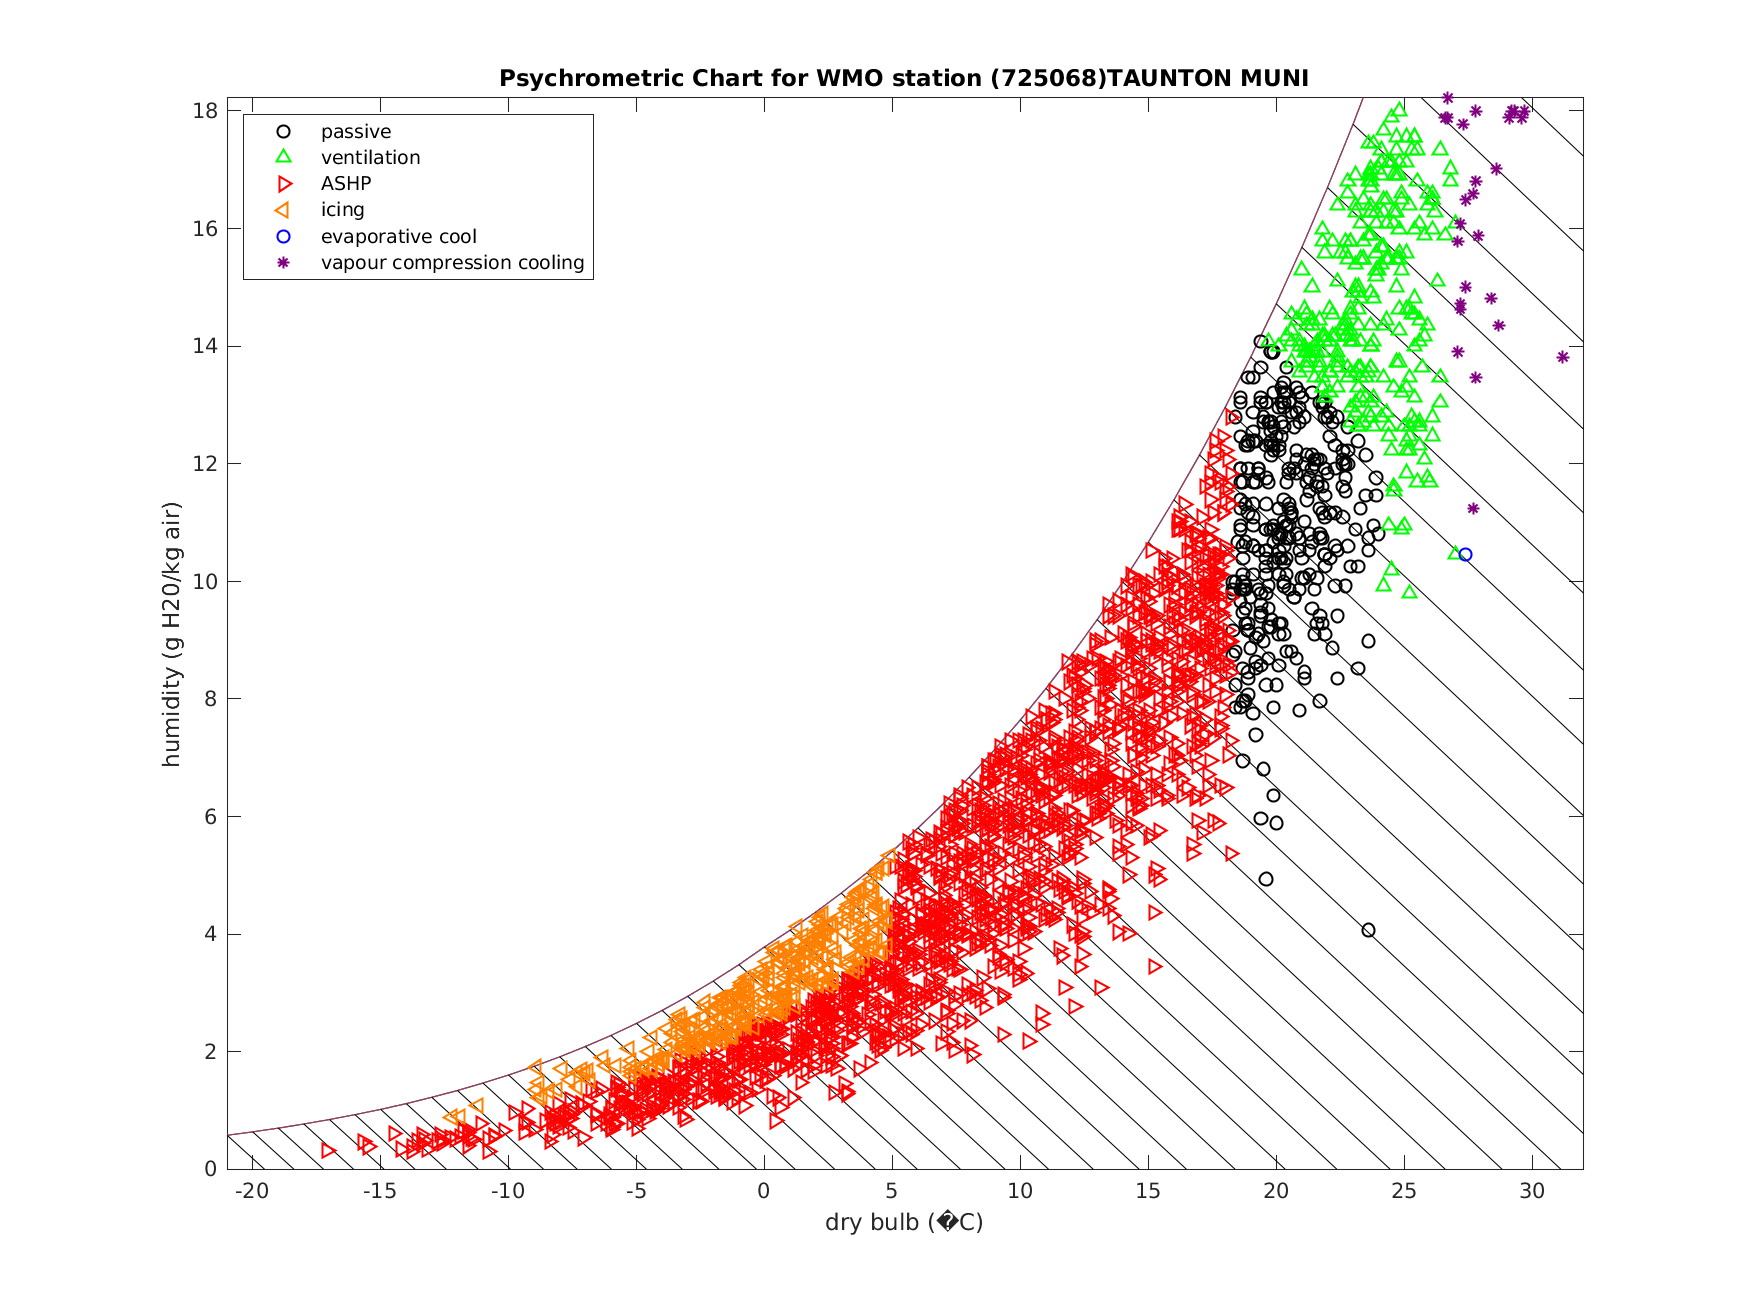 Psychrometric Chart for WMO station (725068)TAUNTON MUNI
passive
ventilation
ASHP
icing
evaporative cool
vapour compression cooling
humidity (g H20/kg air)
18
16
14
12
10
8
6
4
2
0
-20 -15 -10 -5 0 5 10 15 20 25 30
dry bulb (�C)